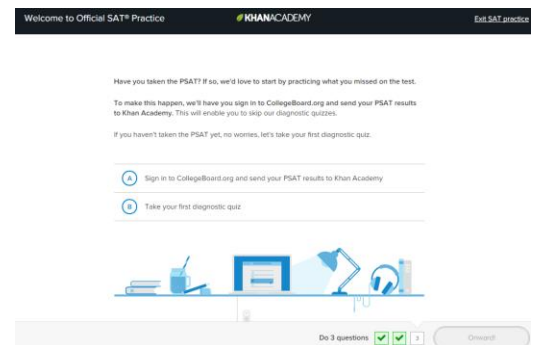 Welcome to Official SAT® Practice
KHANACADEMY
Exit SAT practice
Have you taken the PSAT? If so, we'd love to start by practicing what you missed on the test.
To make this happen, we'll have you sign in to CollegeBoard.org and send your PSAT results
to Khan Academy. This will enable you to skip our diagnostic quizzes.
If you haven't taken the PSAT yet, no worries, let's take your first diagnostic quiz.
A Sign in to CollegeBoard.org and send your PSAT results to Khan Academy
B Take your first diagnostic quiz
Do 3 questions 3 Onward!